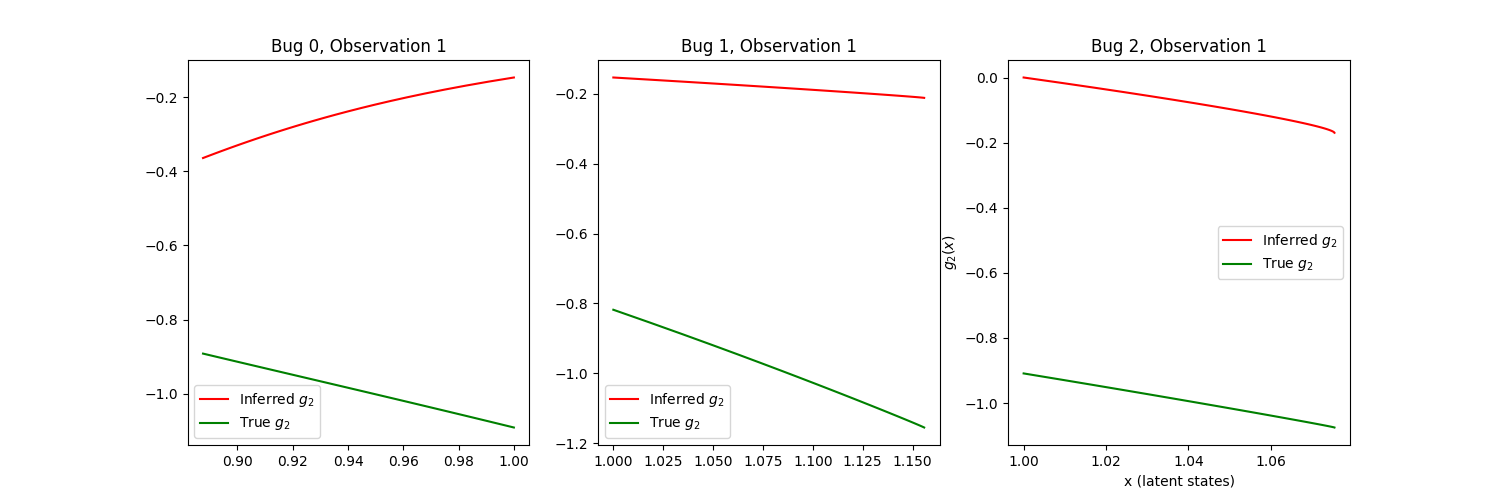 Bug 0, Observation 1
−0.2
−0.4
−0.6
−0.8
−1.0
Inferred g₂
True g₂
0.90 0.92 0.94 0.96 0.98 1.00
Bug 1, Observation 1
−0.2
−0.4
−0.6
−0.8
−1.0
−1.2
Inferred g₂
True g₂
1.000 1.025 1.050 1.075 1.100 1.125 1.150
Bug 2, Observation 1
g₂(x)
0.0
−0.2
−0.4
−0.6
−0.8
−1.0
Inferred g₂
True g₂
1.00 1.02 1.04 1.06
x (latent states)